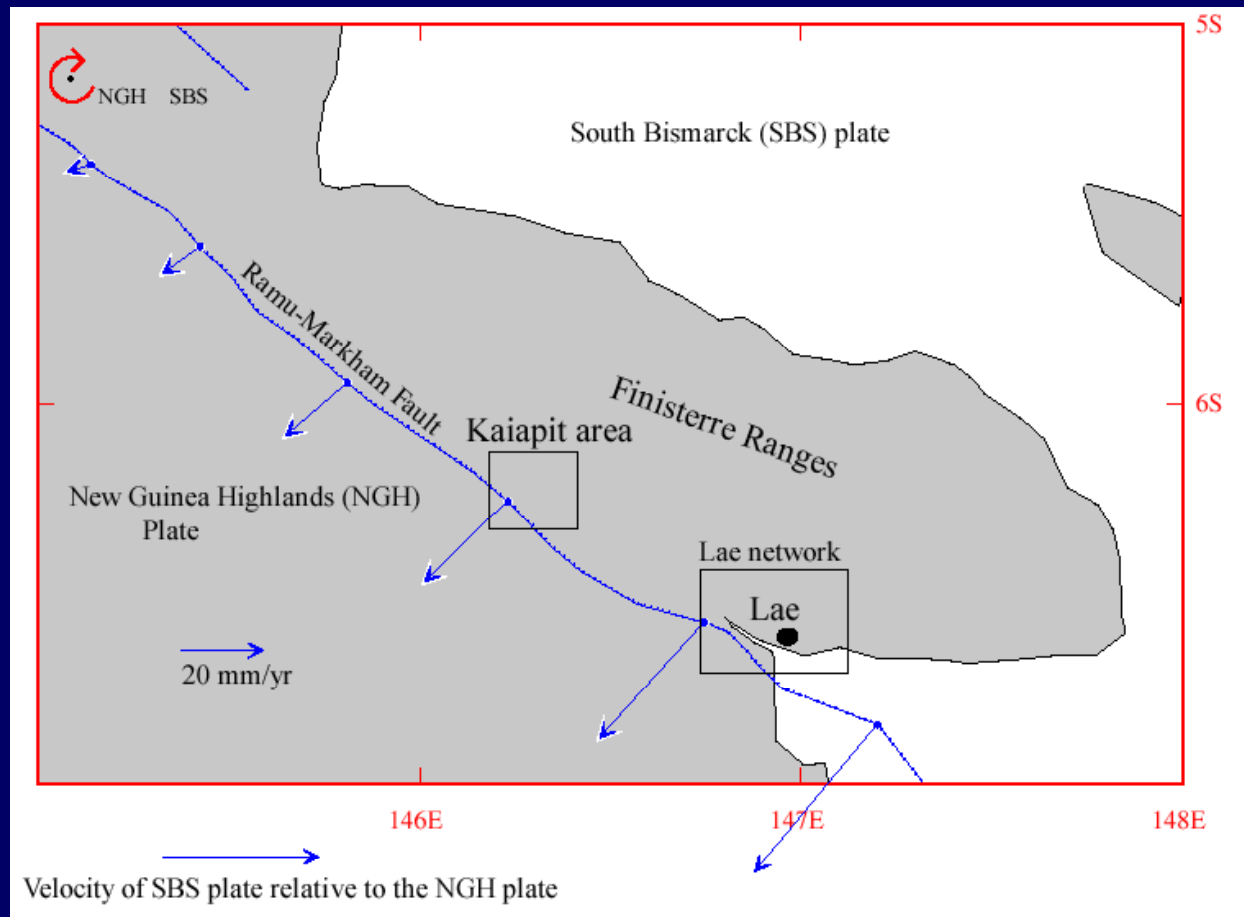 5S
NGH SBS
South Bismarck (SBS) plate
Ramu-Markham Fault
Finisterre Ranges
6S
Kaiapit area
New Guinea Highlands (NGH)
Plate
Lae network
Lae
20 mm/yr
146E
147E
148E
Velocity of SBS plate relative to the NGH plate